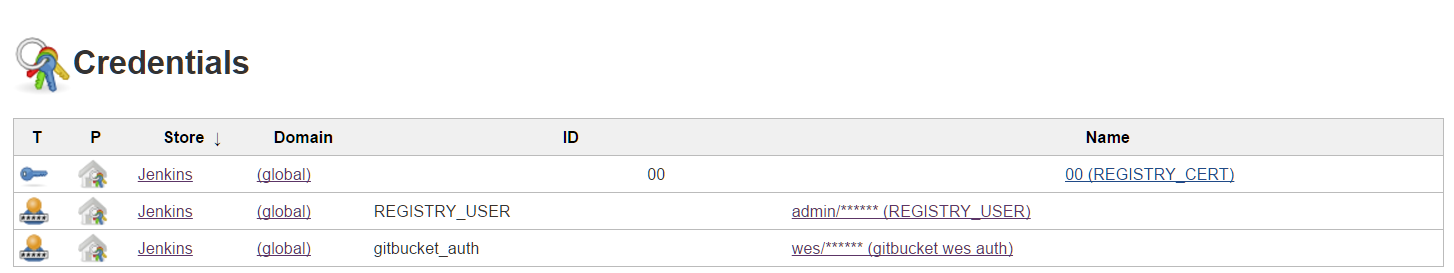 Credentials
T P Store ↓ Domain ID Name
Jenkins (global) 00 00 (REGISTRY_CERT)
Jenkins (global) REGISTRY_USER admin/****** (REGISTRY_USER)
Jenkins (global) gitbucket_auth wes/****** (gitbucket wes auth)